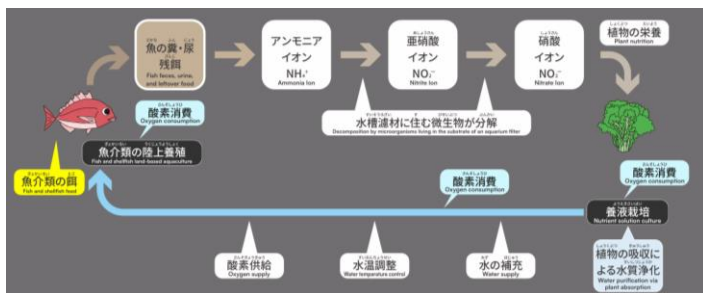 魚の糞・尿
残餌
Fish feces, urine,
and leftover food
アンモニア
イオン
NH₄⁺
Ammonia Ion
亜硝酸
イオン
NO₂⁻
Nitrite Ion
硝酸
イオン
NO₃⁻
Nitrate Ion
植物の栄養
Plant nutrition
水槽濾材に住む微生物が分解
Decomposition by microorganisms living in the substrate of an aquarium filter
酸素消費
Oxygen consumption
魚介類の陸上養殖
Fish and shellfish land-based aquaculture
魚介類の餌
Fish and shellfish food
酸素消費
Oxygen consumption
酸素消費
Oxygen consumption
養液栽培
Nutrient solution culture
植物の吸収に
よる水質浄化
Water purification via
plant absorption
酸素供給
Oxygen supply
水温調整
Water temperature control
水の補充
Water supply